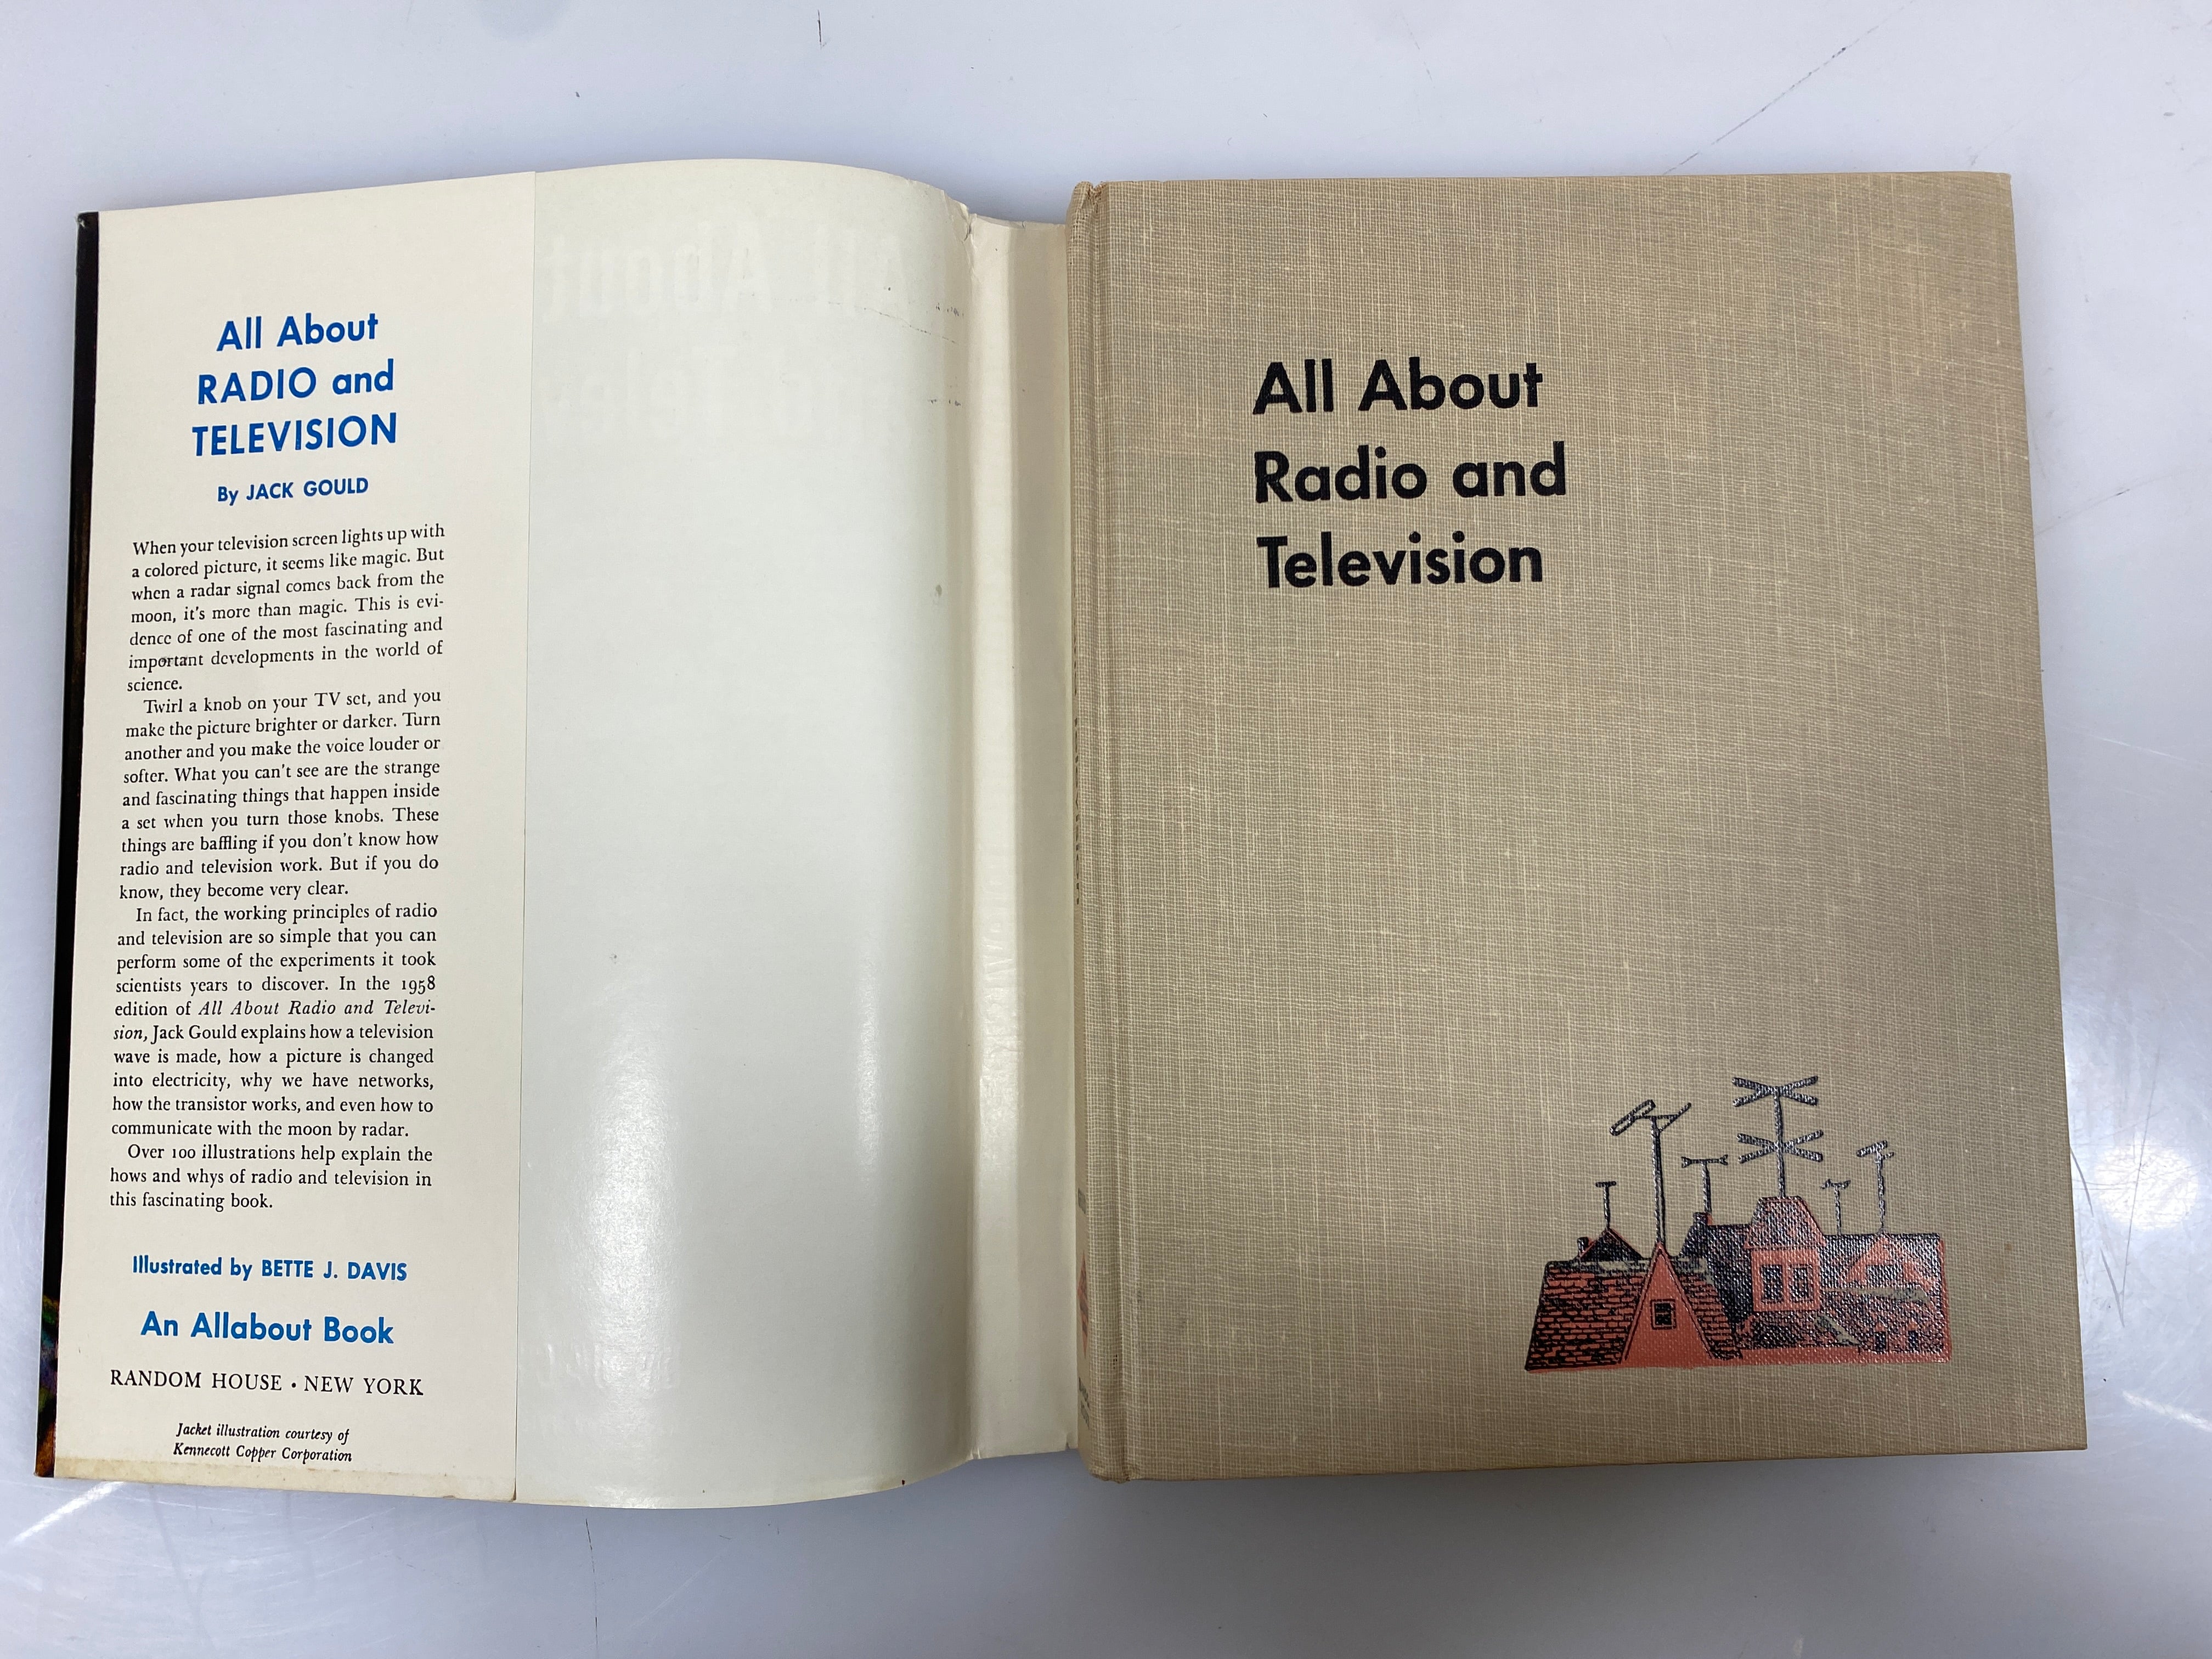 All About
RADIO and
TELEVISION
By JACK GOULD
When your television screen lights up with
a colored picture, it seems like magic. But
when a radar signal comes back from the
moon, it's more than magic. This is evi-
dence of one of the most fascinating and
important developments in the world of
science.
Twirl a knob on your TV set, and you
make the picture brighter or darker. Turn
another and you make the voice louder or
softer. What you can't see are the strange
and fascinating things that happen inside
a set when you turn those knobs. These
things are baffling if you don't know how
radio and television work. But if you do
know, they become very clear.
In fact, the working principles of radio
and television are so simple that you can
perform some of the experiments it took
scientists years to discover. In the 1958
edition of All About Radio and Televi-
sion, Jack Gould explains how a television
wave is made, how a picture is changed
into electricity, why we have networks,
how the transistor works, and even how to
communicate with the moon by radar.
Over 100 illustrations help explain the
hows and whys of radio and television in
this fascinating book.
Illustrated by BETTE J. DAVIS
An Allabout Book
RANDOM HOUSE • NEW YORK
Jacket illustration courtesy of
Kennecott Copper Corporation
All About
Radio and
Television